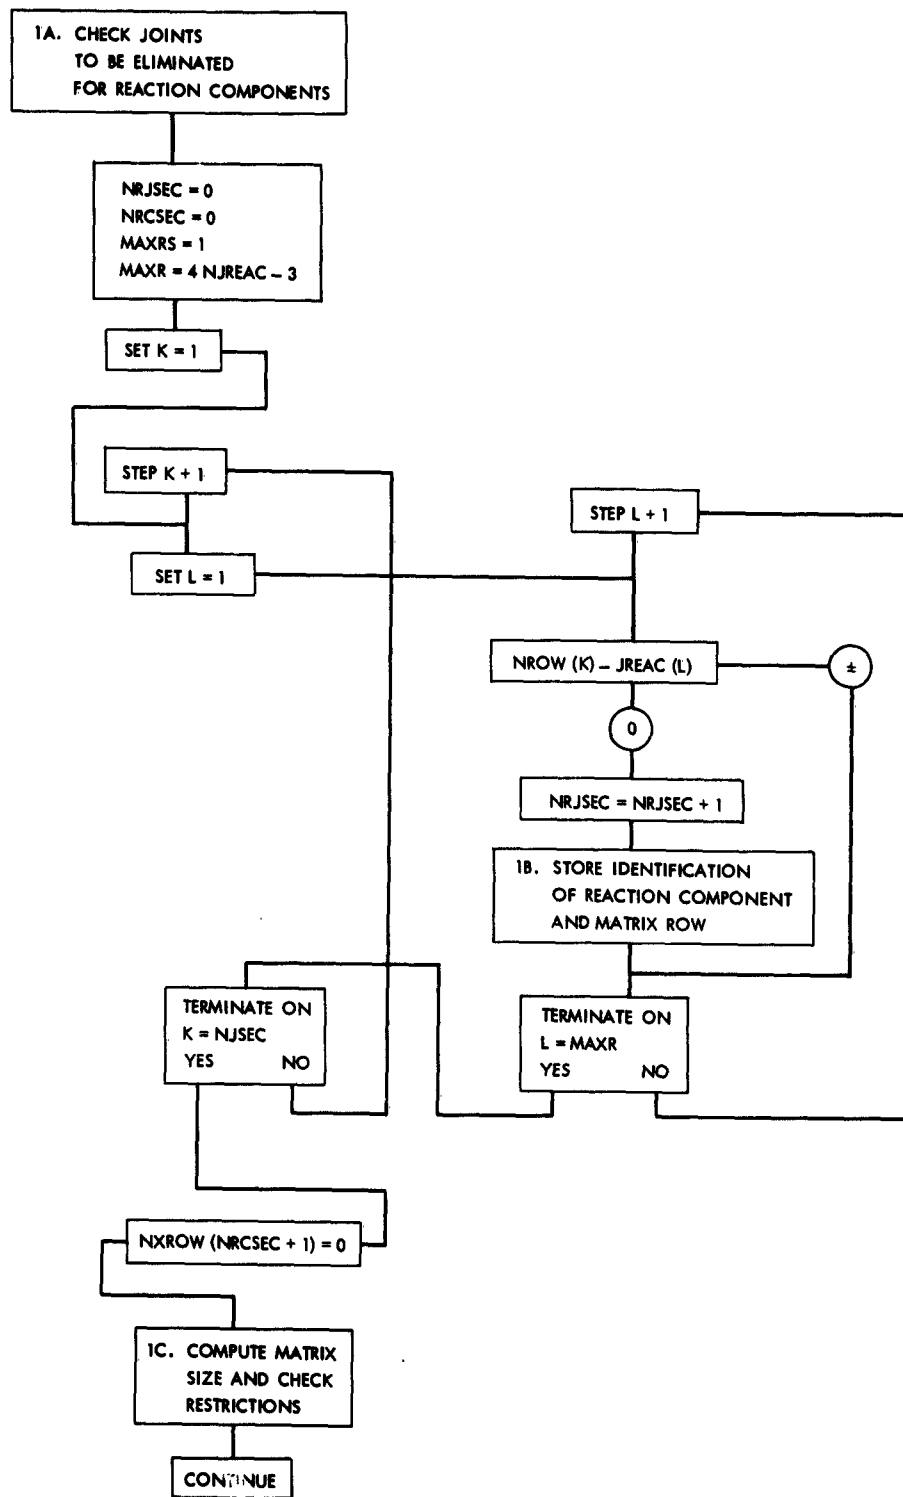 1A. CHECK JOINTS
TO BE ELIMINATED
FOR REACTION COMPONENTS
NRJSEC = 0
NRCSEC = 0
MAXRS = 1
MAXR = 4 NJREAC – 3
SET K = 1
STEP K + 1
STEP L + 1
SET L = 1
NROW (K) – JREAC (L)
±
0
NRJSEC = NRJSEC + 1
1B. STORE IDENTIFICATION
OF REACTION COMPONENT
AND MATRIX ROW
TERMINATE ON
K = NJSEC
YES NO
TERMINATE ON
L = MAXR
YES NO
NXROW (NRCSEC + 1) = 0
1C. COMPUTE MATRIX
SIZE AND CHECK
RESTRICTIONS
CONTINUE